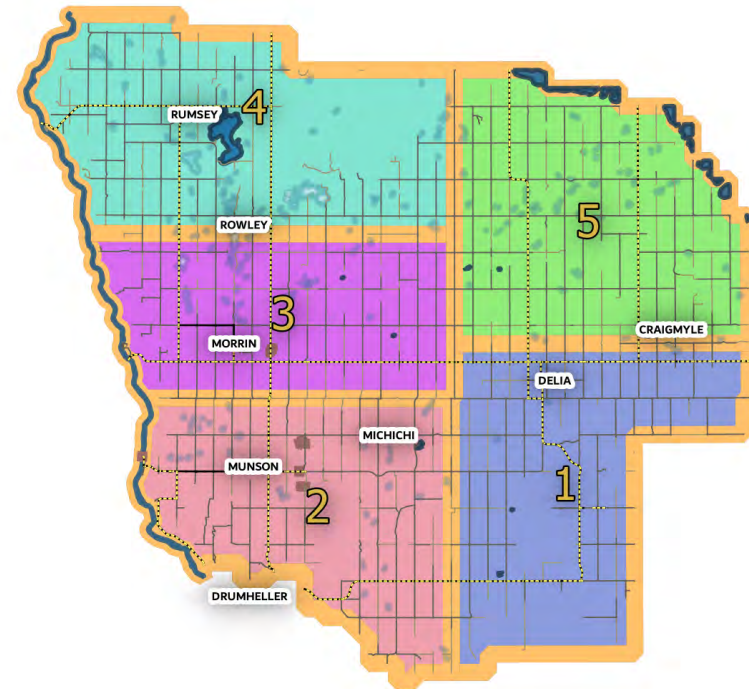 RUMSEY
4
ROWLEY
5
3
MORRIN
CRAIGMYLE
DELIA
MICHICHI
MUNSON
2
1
DRUMHELLER